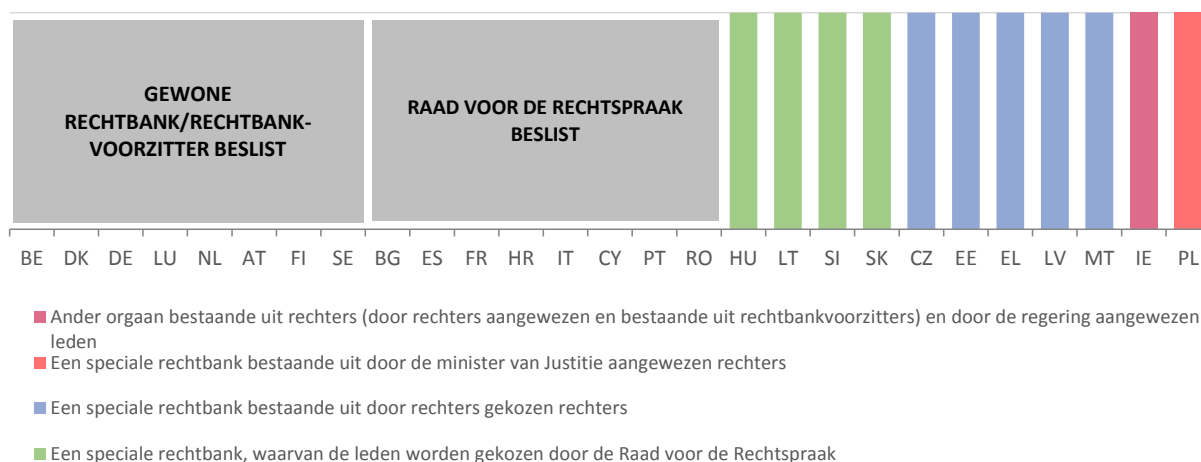 GEWONE
RECHTBANK/RECHTBANK-
VOORZITTER BESLIST
RAAD VOOR DE RECHTSPRAAK
BESLIST
BE DK DE LU NL AT FI SE BG ES FR HR IT CY PT RO HU LT SI SK CZ EE EL LV MT IE PL
Ander orgaan bestaande uit rechters (door rechters aangewezen en bestaande uit rechtbankvoorzitters) en door de regering aangewezen
leden
Een speciale rechtbank bestaande uit door de minister van Justitie aangewezen rechters
Een speciale rechtbank bestaande uit door rechters gekozen rechters
Een speciale rechtbank, waarvan de leden worden gekozen door de Raad voor de Rechtspraak